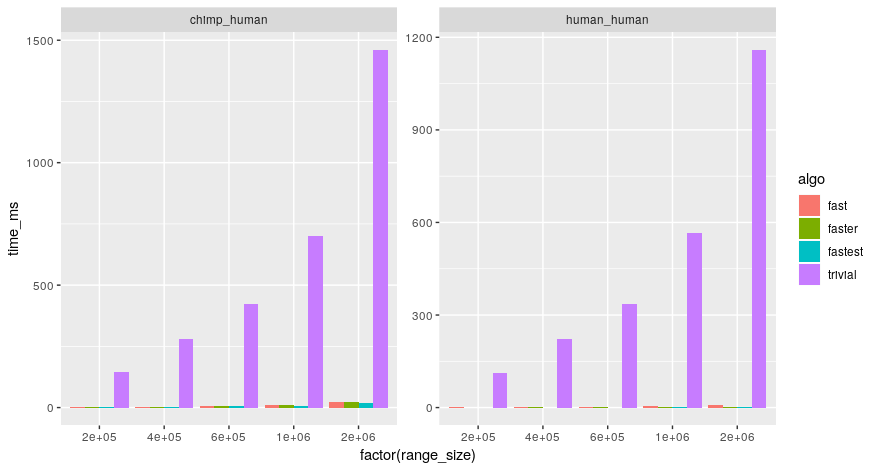 chimp_human
human_human
1500
1000
500
0
1200
900
600
300
0
time_ms
2e+05
4e+05
6e+05
1e+06
2e+06
2e+05
4e+05
6e+05
1e+06
2e+06
factor(range_size)
algo
fast
faster
fastest
trivial